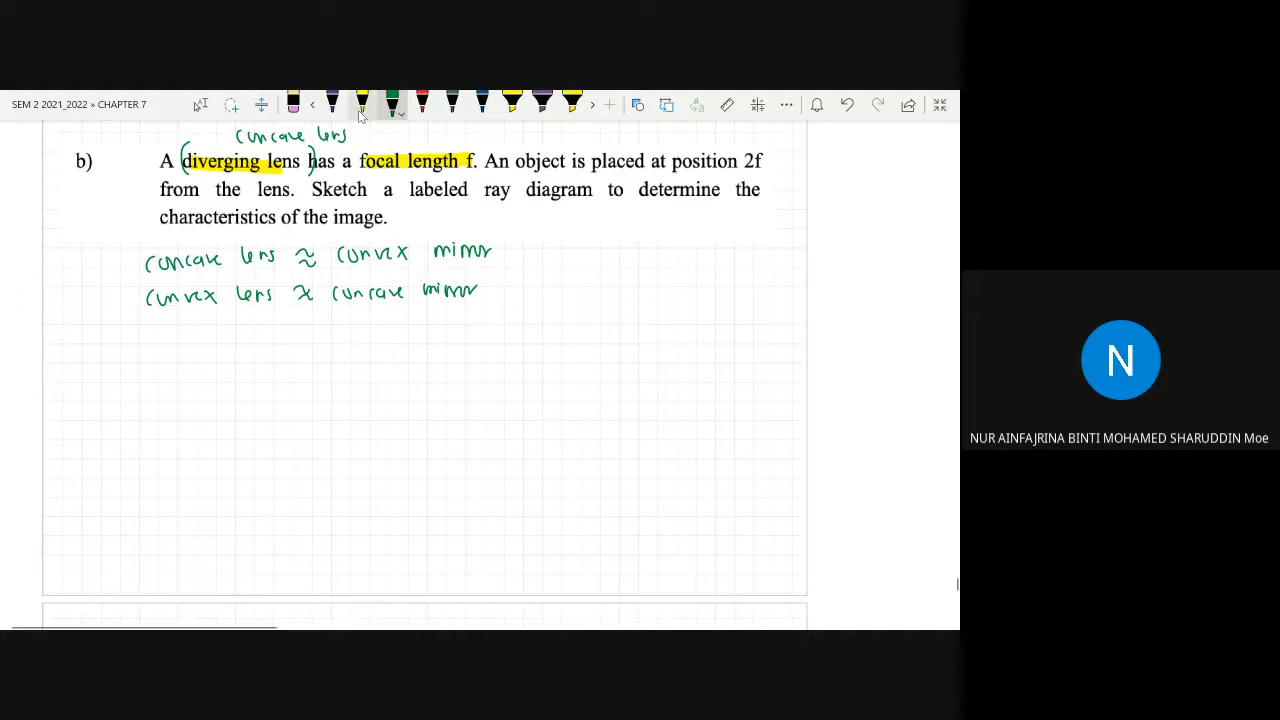 SEM 2 2021_2022 » CHAPTER 7
concave lens
b) A (diverging lens) has a focal length f. An object is placed at position 2f
from the lens. Sketch a labeled ray diagram to determine the
characteristics of the image.
concave lens ≈ convex mirror
convex lens ≈ concave mirror
N
NUR AINFAJRINA BINTI MOHAMED SHARUDDIN Moe